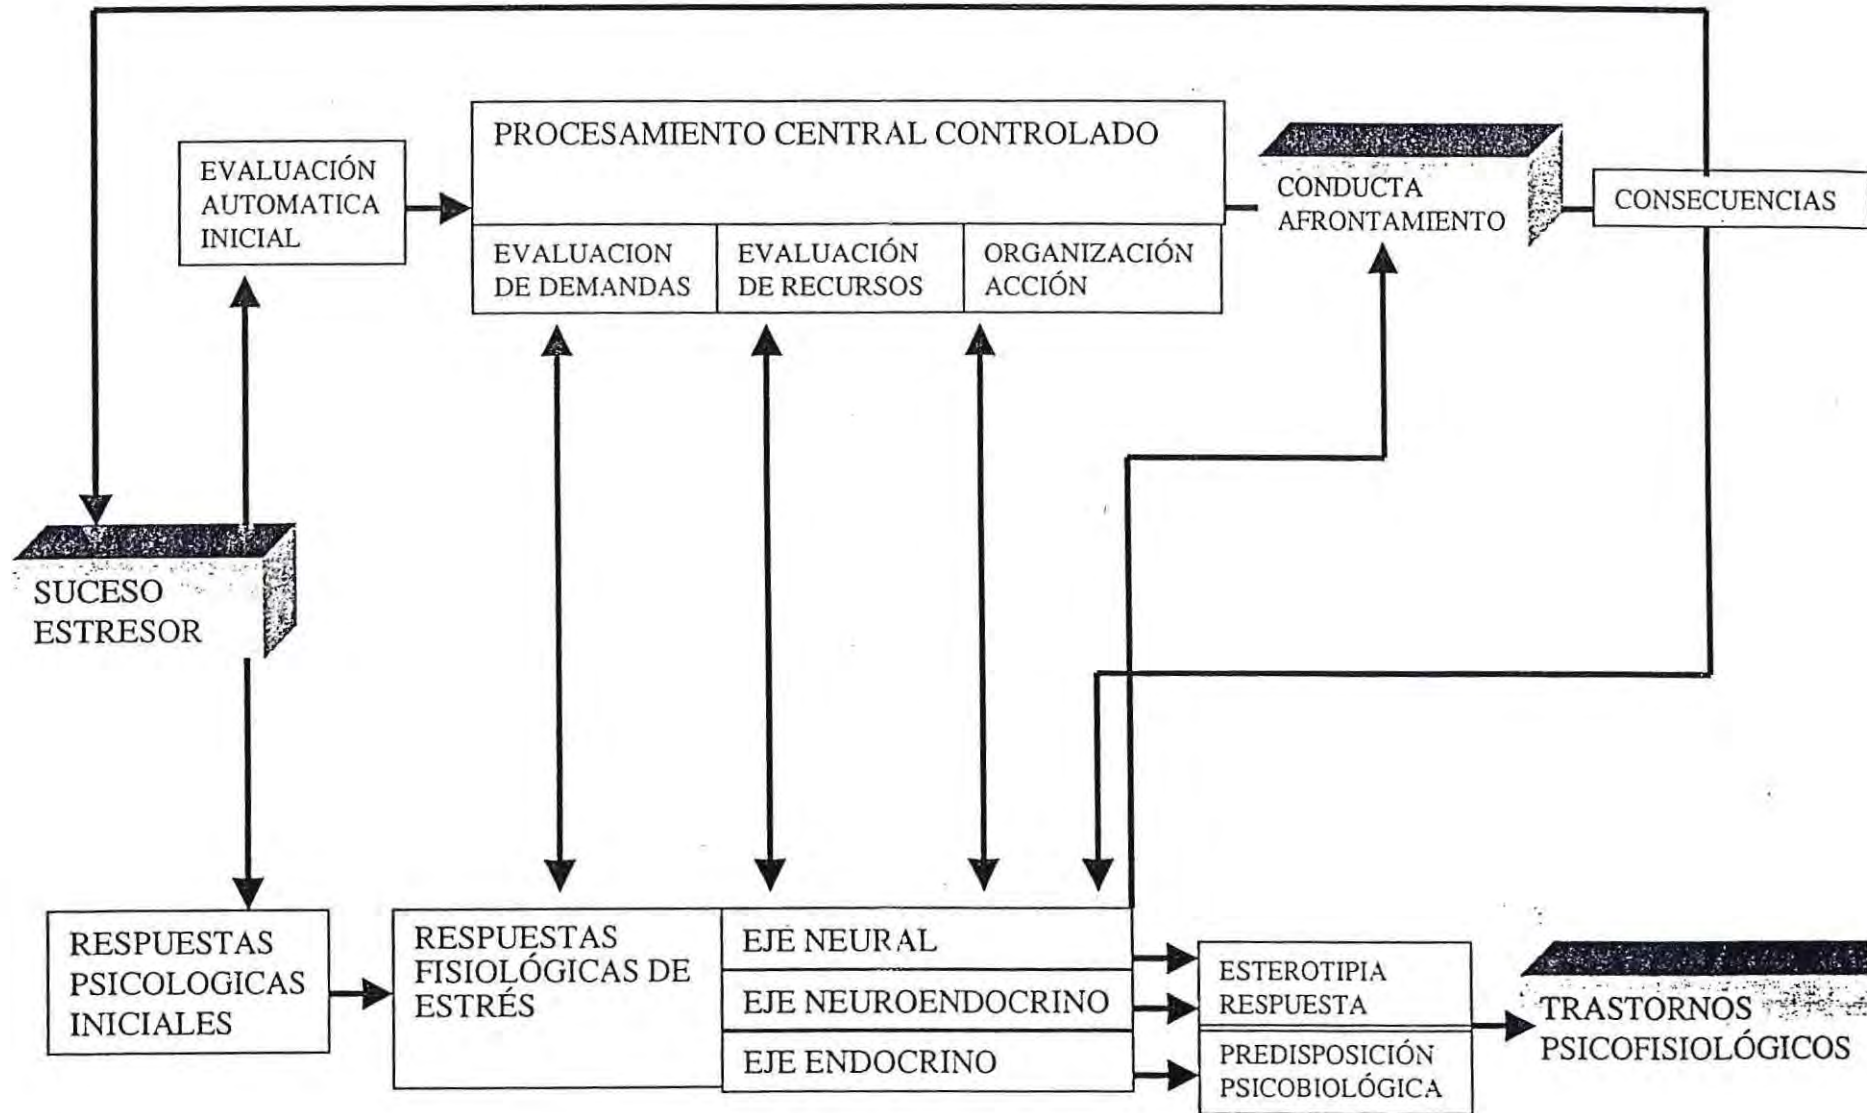 PROCESAMIENTO CENTRAL CONTROLADO
EVALUACIÓN
AUTOMATICA
INICIAL
CONDUCTA
AFRONTAMIENTO
CONSECUENCIAS
EVALUACION
DE DEMANDAS
EVALUACIÓN
DE RECURSOS
ORGANIZACIÓN
ACCIÓN
SUCESO
ESTRESOR
RESPUESTAS
PSICOLOGICAS
INICIALES
RESPUESTAS
FISIOLÓGICAS DE
ESTRÉS
EJE NEURAL
EJE NEUROENDOCRINO
EJE ENDOCRINO
ESTEROTIPIA
RESPUESTA
PREDISPOSICIÓN
PSICOBIOLÓGICA
TRASTORNOS
PSICOFISIOLÓGICOS